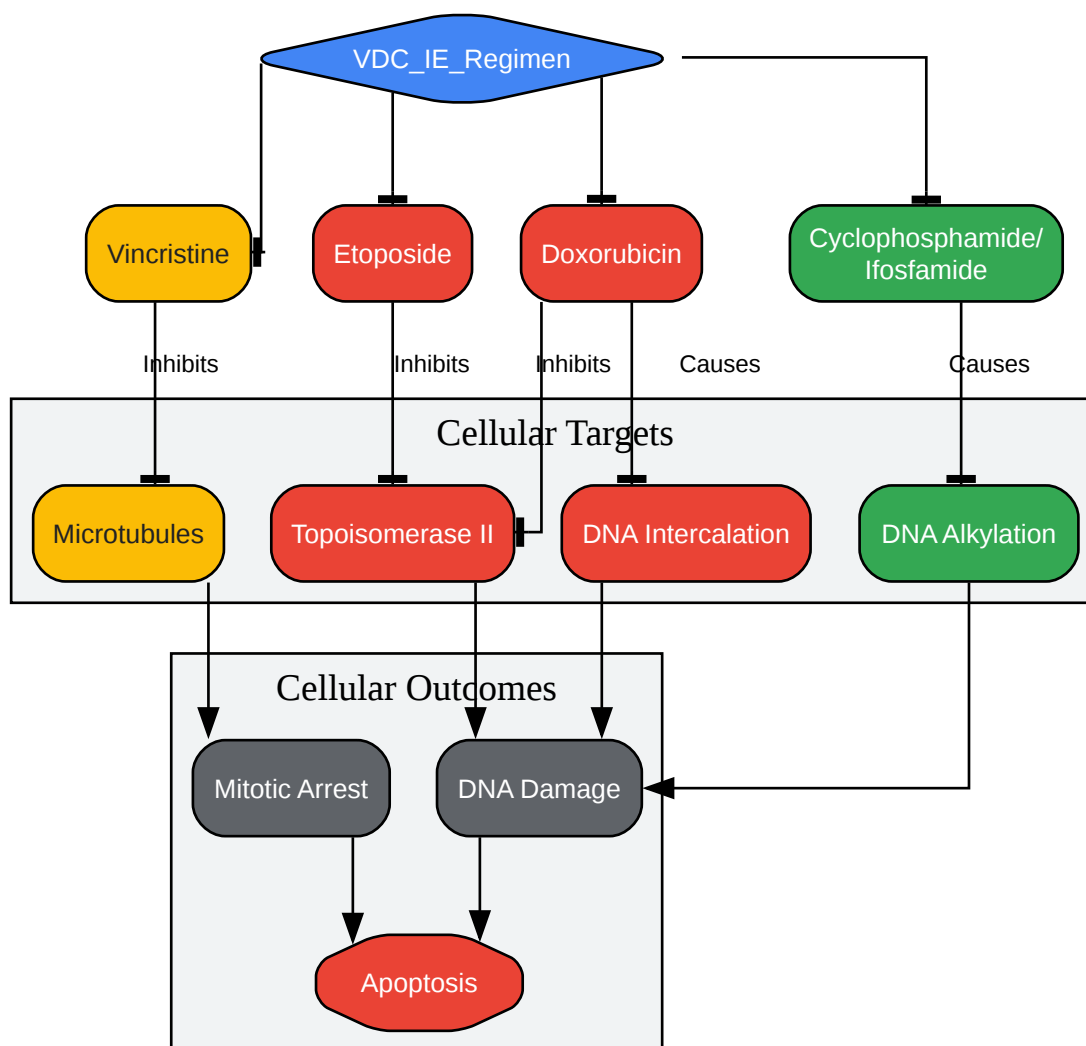 VDC_IE_Regimen
Vincristine
Etoposide
Doxorubicin
Cyclophosphamide/
Ifosfamide
Inhibits
Inhibits
Inhibits
Causes
Causes
Cellular Targets
Microtubules
Topoisomerase II
DNA Intercalation
DNA Alkylation
Cellular Outcomes
Mitotic Arrest
DNA Damage
Apoptosis